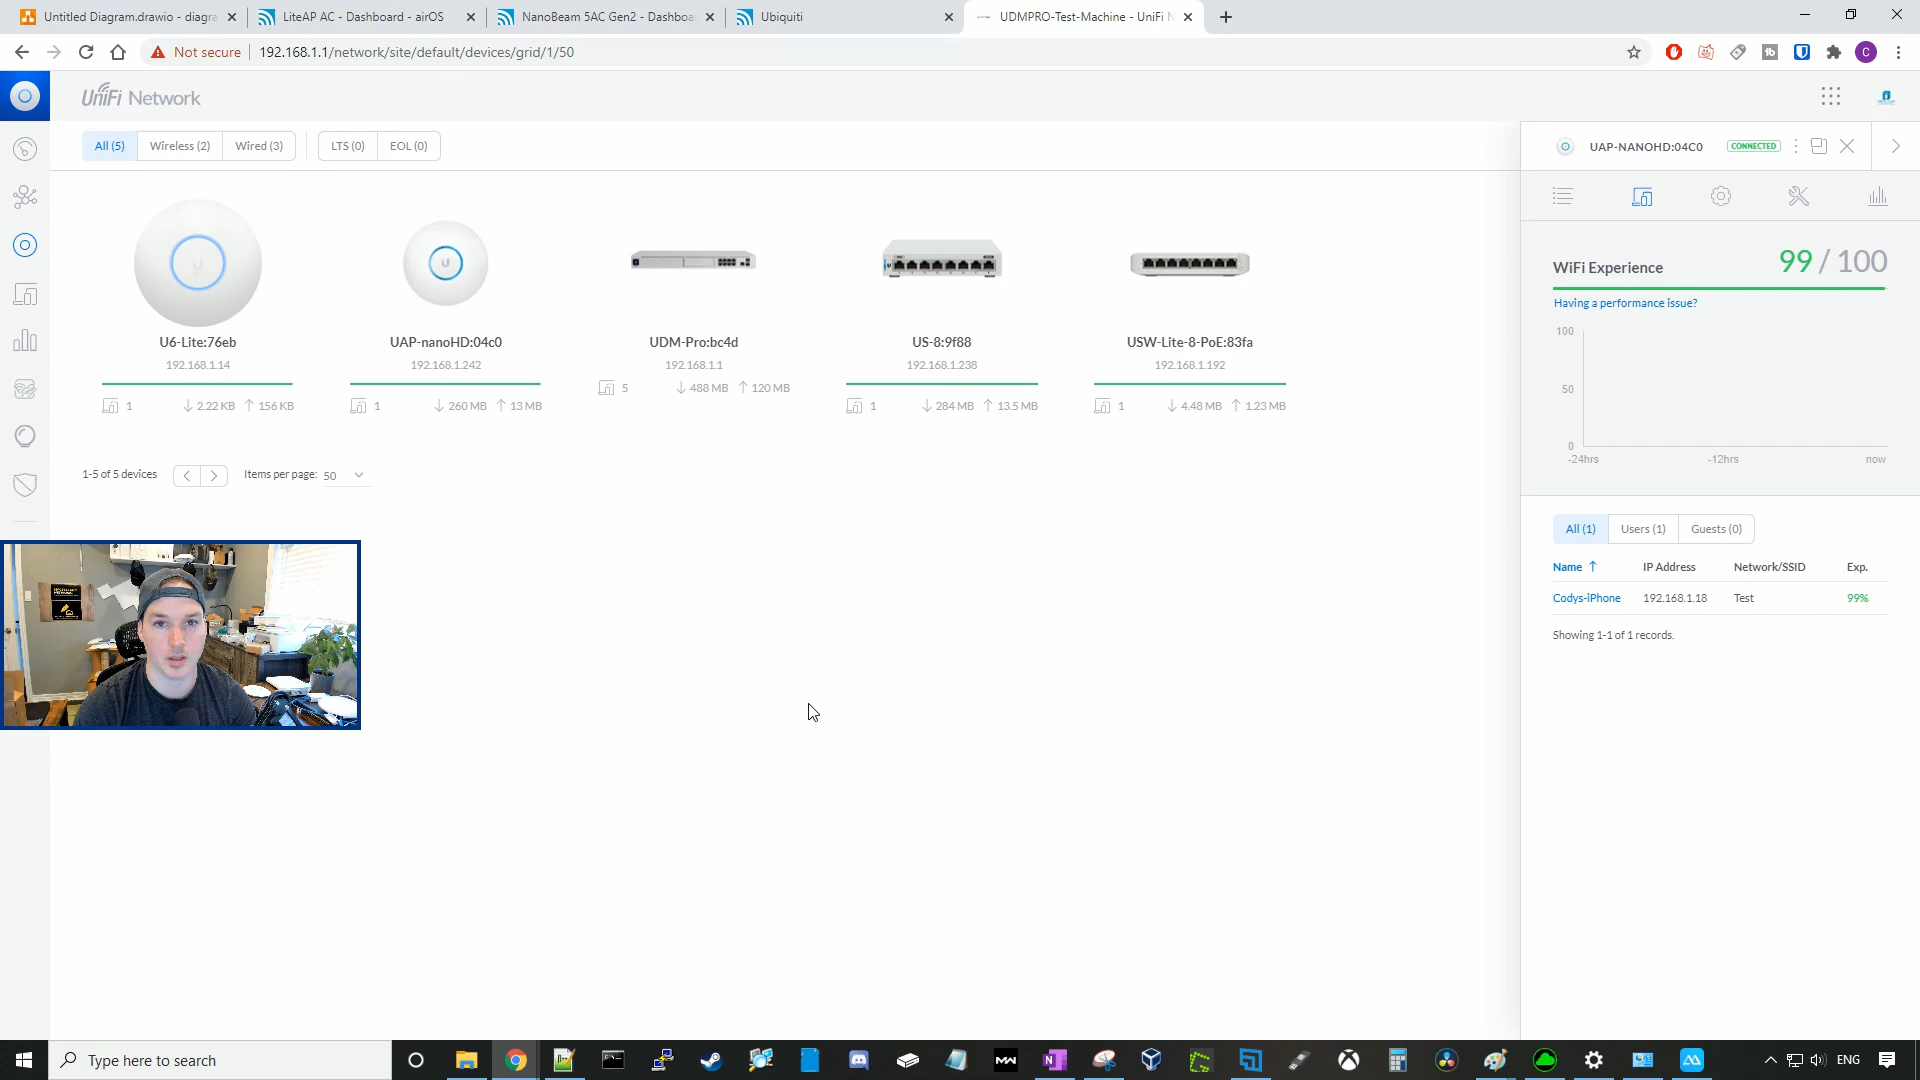 Untitled Diagram.drawio - diagra
LiteAP AC - Dashboard - airOS
NanoBeam 5AC Gen2 - Dashboa
Ubiquiti
UDMPRO-Test-Machine - UniFi N
Not secure
192.168.1.1/network/site/default/devices/grid/1/50
C
UniFi Network
All (5)
Wireless (2)
Wired (3)
LTS (0)
EOL (0)
UAP-NANOHD:04C0
CONNECTED
WiFi Experience
99 / 100
Having a performance issue?
100
50
0
-24hrs
-12hrs
now
U6-Lite:76eb
192.168.1.14
1
2.22 KB
156 KB
UAP-nanoHD:04c0
192.168.1.242
1
260 MB
13 MB
UDM-Pro:bc4d
192.168.1.1
5
488 MB
120 MB
US-8:9f88
192.168.1.238
1
284 MB
13.5 MB
USW-Lite-8-PoE:83fa
192.168.1.192
1
4.48 MB
1.23 MB
1-5 of 5 devices
Items per page: 50
All (1)
Users (1)
Guests (0)
Name
IP Address
Network/SSID
Exp.
Codys-iPhone
192.168.1.18
Test
99%
Showing 1-1 of 1 records.
Type here to search
ENG